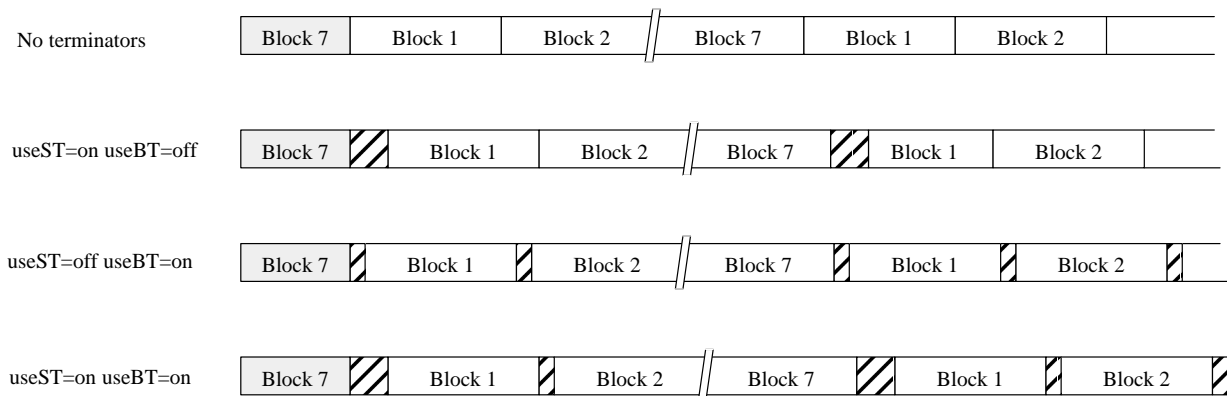 No terminators Block 7 Block 1 Block 2 Block 7 Block 1 Block 2
useST=on useBT=off Block 7 Block 1 Block 2 Block 7 Block 1 Block 2
useST=off useBT=on Block 7 Block 1 Block 2 Block 7 Block 1 Block 2
useST=on useBT=on Block 7 Block 1 Block 2 Block 7 Block 1 Block 2